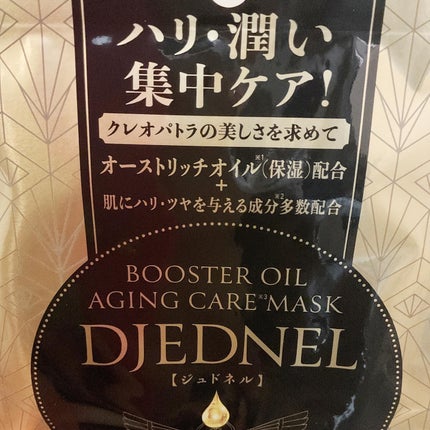 ハリ・潤い
集中ケア!
クレオパトラの美しさを求めて
オーストリッチオイル※1(保湿)配合
+
肌にハリ・ツヤを与える成分※2多数配合
BOOSTER OIL
AGING CARE※3 MASK
DJEDNEL
【ジュドネル】